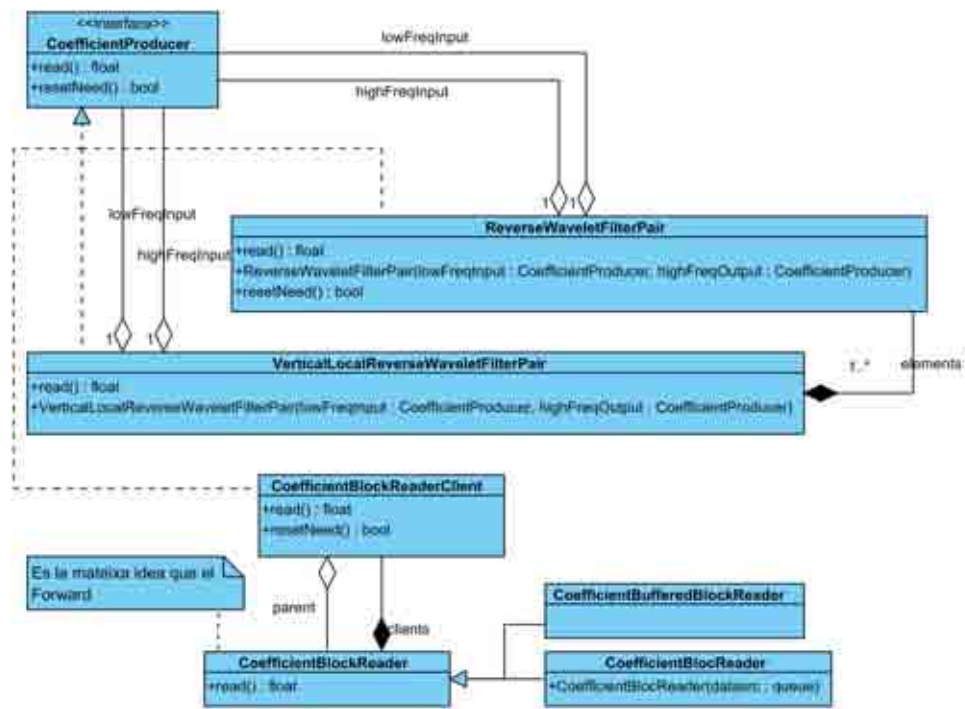 <<Interface>>
CoefficientProducer
+read() : float
+resetNeed() : bool
lowFreqInput
highFreqInput
lowFreqInput
highFreqInput
1
1
ReverseWaveletFilterPair
+read() : float
+ReverseWaveletFilterPair(lowFreqInput : CoefficientProducer, highFreqOutput : CoefficientProducer)
+resetNeed() : bool
1
1
1..*
elements
VerticalLocalReverseWaveletFilterPair
+read() : float
+VerticalLocalReverseWaveletFilterPair(lowFreqInput : CoefficientProducer, highFreqOutput : CoefficientProducer)
CoefficientBlockReaderClient
+read() : float
+resetNeed() : bool
Es la mateixa idea que el
Forward
parent
clients
CoefficientBufferedBlockReader
CoefficientBlockReader
+read() : float
CoefficientBlocReader
+CoefficientBlocReader(datasrc : queue)